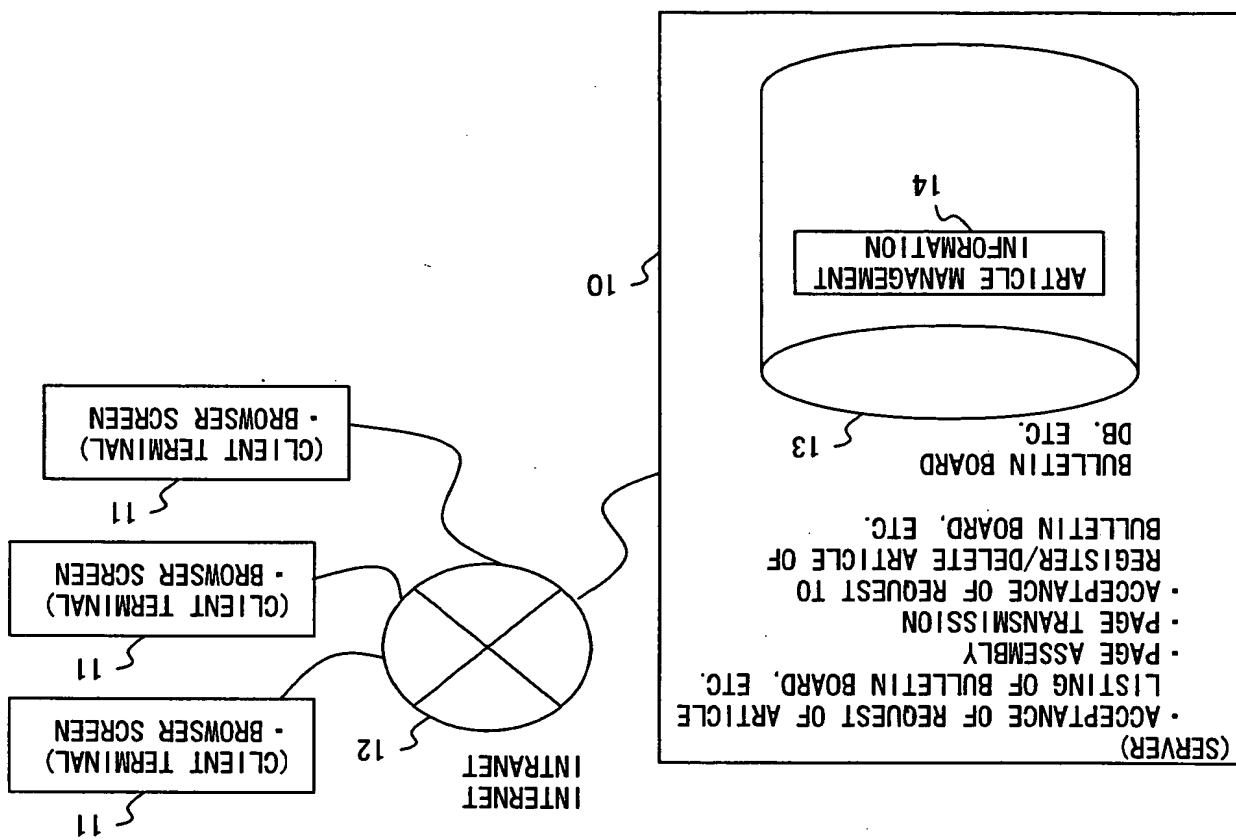 (SERVER)
· ACCEPTANCE OF REQUEST OF ARTICLE
LISTING OF BULLETIN BOARD, ETC.
· PAGE ASSEMBLY
· PAGE TRANSMISSION
· ACCEPTANCE OF REQUEST TO
REGISTER/DELETE ARTICLE OF
BULLETIN BOARD, ETC.
BULLETIN BOARD
DB, ETC.
13
ARTICLE MANAGEMENT
INFORMATION
14
10
INTERNET
INTRANET
12
11
(CLIENT TERMINAL)
· BROWSER SCREEN
11
(CLIENT TERMINAL)
· BROWSER SCREEN
11
(CLIENT TERMINAL)
· BROWSER SCREEN